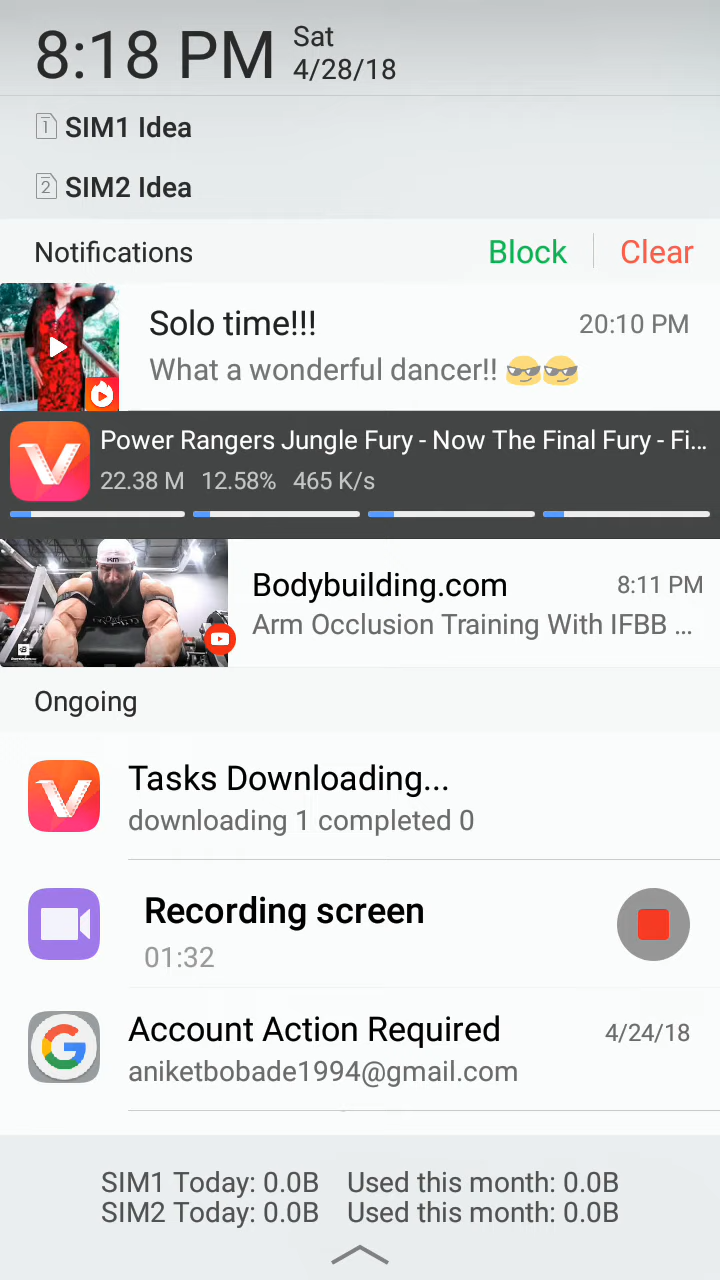 8:18 PM
Sat
4/28/18
1 SIM1 Idea
2 SIM2 Idea
Notifications
Block
Clear
Solo time!!!
20:10 PM
What a wonderful dancer!! 😎😎
Power Rangers Jungle Fury - Now The Final Fury - Fi...
22.38 M 12.58% 465 K/s
Bodybuilding.com
8:11 PM
Arm Occlusion Training With IFBB ...
Ongoing
Tasks Downloading...
downloading 1 completed 0
Recording screen
01:32
Account Action Required
4/24/18
aniketbobade1994@gmail.com
SIM1 Today: 0.0B Used this month: 0.0B
SIM2 Today: 0.0B Used this month: 0.0B